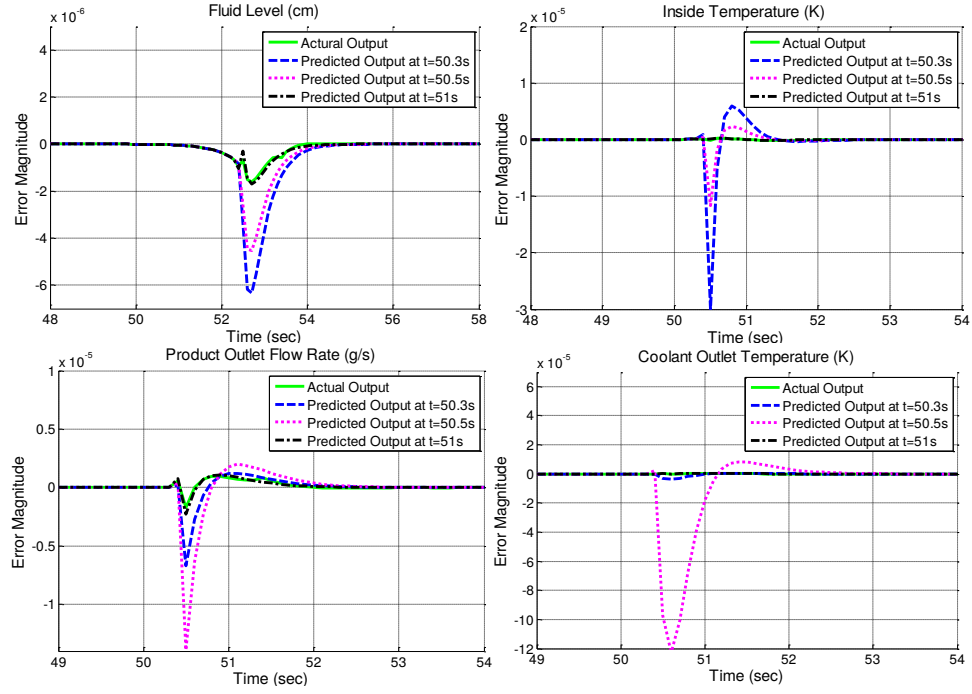 Fluid Level (cm)
x 10^-6
4
2
0
-2
-4
-6
Error Magnitude
48 49 50 51 52 53 54 55 56 57 58
Time (sec)
Actural Output
Predicted Output at t=50.3s
Predicted Output at t=50.5s
Predicted Output at t=51s
Inside Temperature (K)
x 10^-5
2
1
0
-1
-2
-3
Error Magnitude
48 49 50 51 52 53 54
Time (sec)
Actual Output
Predicted Output at t=50.3s
Predicted Output at t=50.5s
Predicted Output at t=51s
Product Outlet Flow Rate (g/s)
x 10^-5
1
0.5
0
-0.5
-1
Error Magnitude
49 50 51 52 53 54
Time (sec)
Actual Output
Predicted Output at t=50.3s
Predicted Output at t=50.5s
Predicted Output at t=51s
Coolant Outlet Temperature (K)
x 10^-5
6
4
2
0
-2
-4
-6
-8
-10
-12
Error Magnitude
49 50 51 52 53 54
Time (sec)
Actual Output
Predicted Output at t=50.3s
Predicted Output at t=50.5s
Predicted Output at t=51s